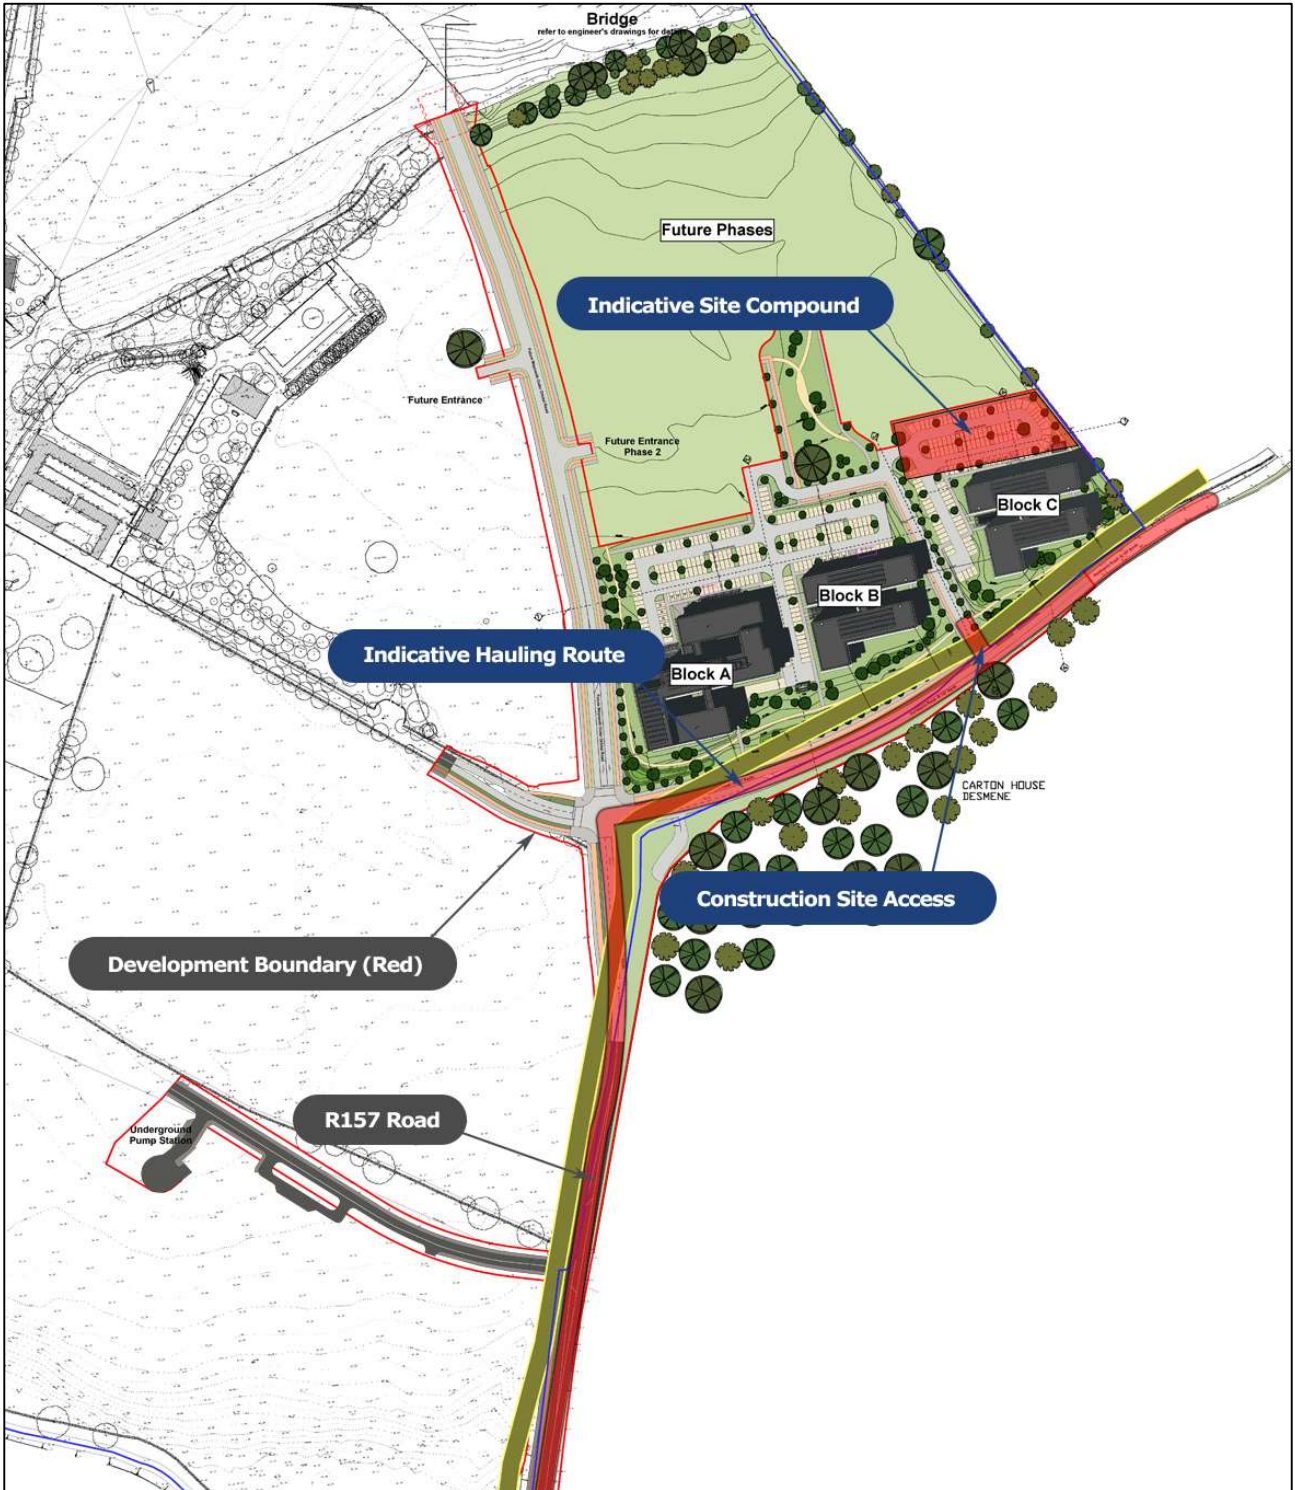 Bridge
refer to engineer's drawings for details
Future Phases
Indicative Site Compound
Future Entrance
Future Entrance
Phase 2
Block C
Block B
Indicative Hauling Route
Block A
CARTON HOUSE
DESMENE
Construction Site Access
Development Boundary (Red)
R157 Road
Underground
Pump Station